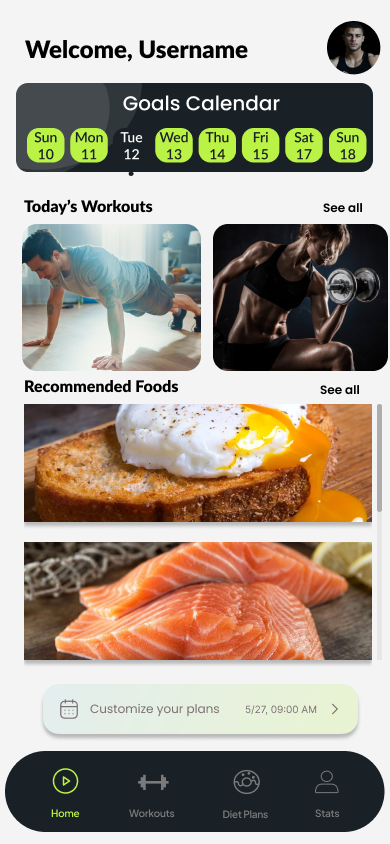 Welcome, Username
Goals Calendar
Sun Mon Tue Wed Thu Fri Sat Sun
10 11 12 13 14 15 17 18
Today's Workouts See all
Recommended Foods See all
Customize your plans 5/27, 09:00 AM
Home Workouts Diet Plans Stats